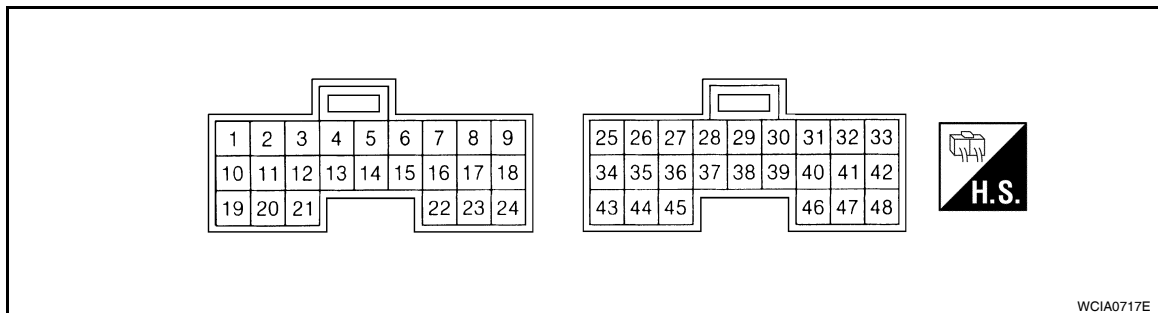 1 2 3 4 5 6 7 8 9
10 11 12 13 14 15 16 17 18
19 20 21 22 23 24
25 26 27 28 29 30 31 32 33
34 35 36 37 38 39 40 41 42
43 44 45 46 47 48
H.S.
WCIA0717E